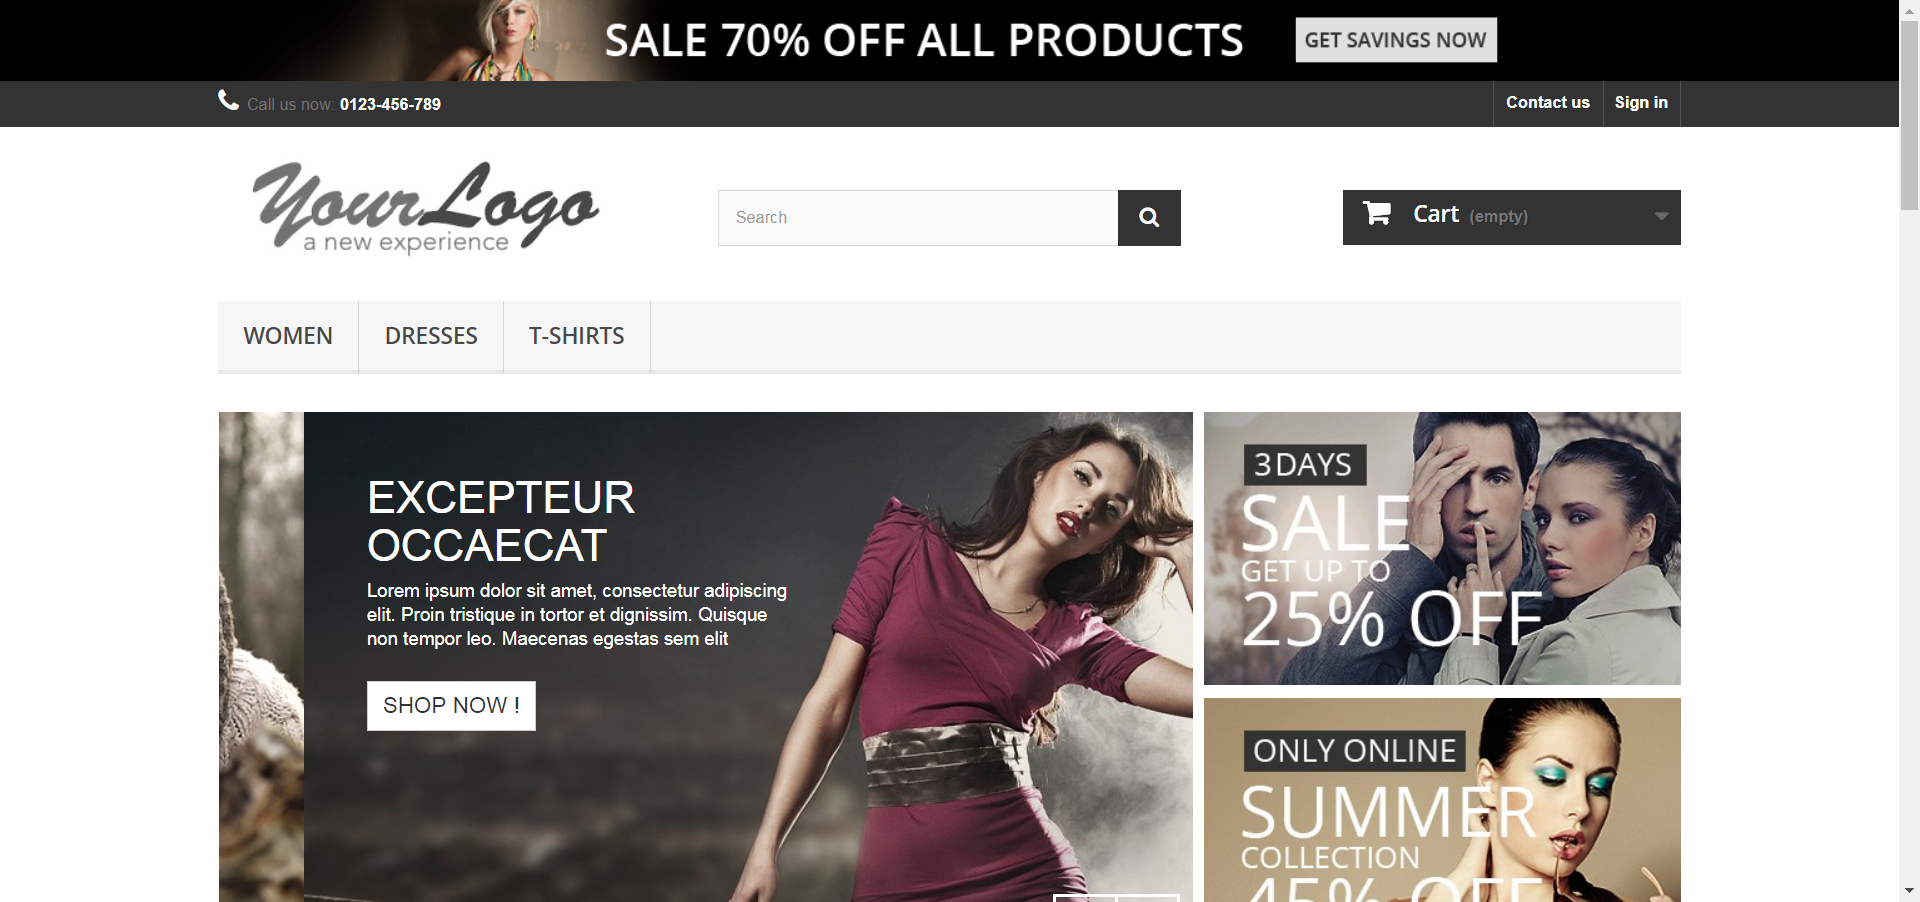 SALE 70% OFF ALL PRODUCTS
GET SAVINGS NOW
Call us now: 0123-456-789
Contact us
Sign in
YourLogo
a new experience
Search
Cart (empty)
WOMEN
DRESSES
T-SHIRTS
EXCEPTEUR
OCCAECAT
Lorem ipsum dolor sit amet, consectetur adipiscing
elit. Proin tristique in tortor et dignissim. Quisque
non tempor leo. Maecenas egestas sem elit
SHOP NOW !
3 DAYS
SALE
GET UP TO
25% OFF
ONLY ONLINE
SUMMER
COLLECTION
45% OFF